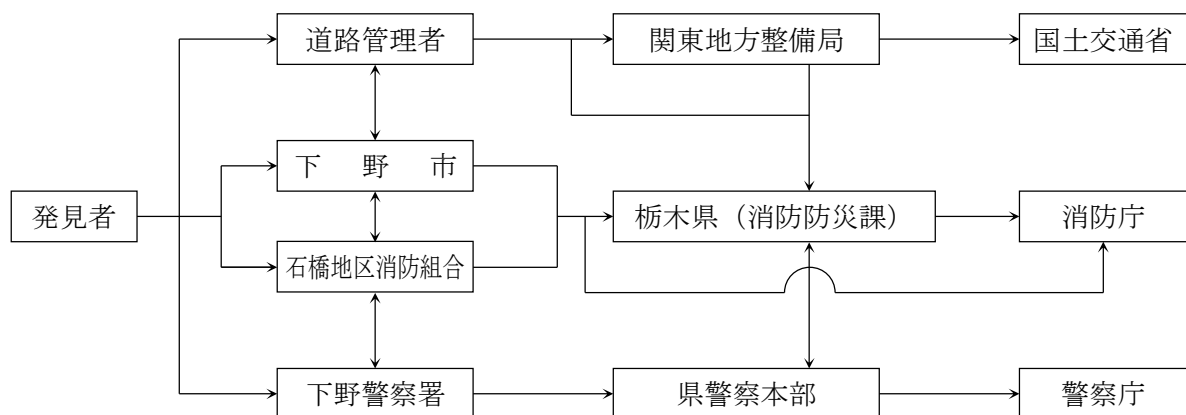 道路管理者
関東地方整備局
国土交通省
下野市
発見者
栃木県（消防防災課）
消防庁
石橋地区消防組合
下野警察署
県警察本部
警察庁